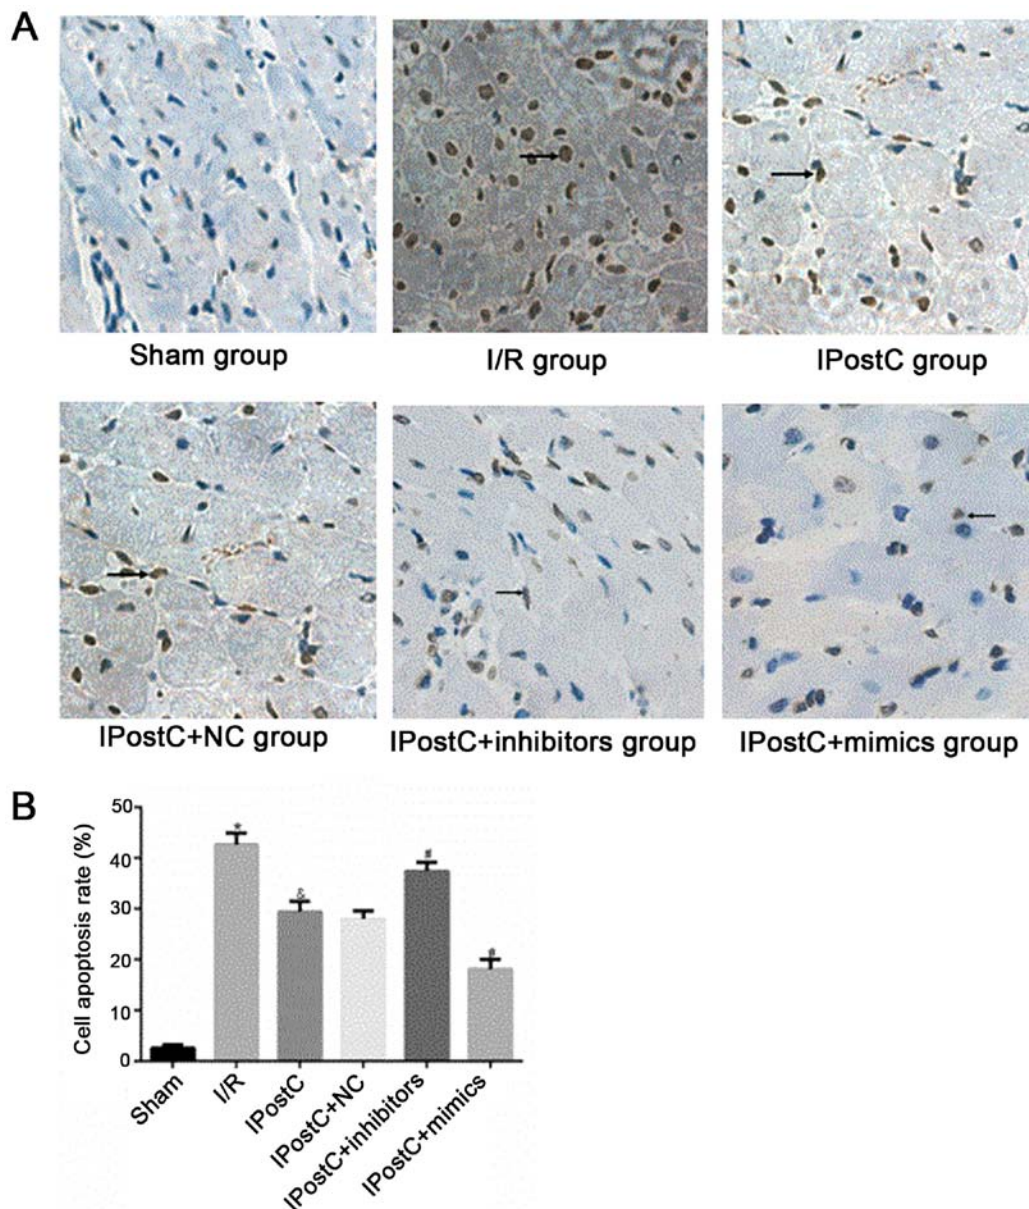 A
Sham group
I/R group
IPostC group
IPostC+NC group
IPostC+inhibitors group
IPostC+mimics group
B
Cell apoptosis rate (%)
50
40
30
20
10
0
*
&
#
#
Sham
I/R
IPostC
IPostC+NC
IPostC+inhibitors
IPostC+mimics